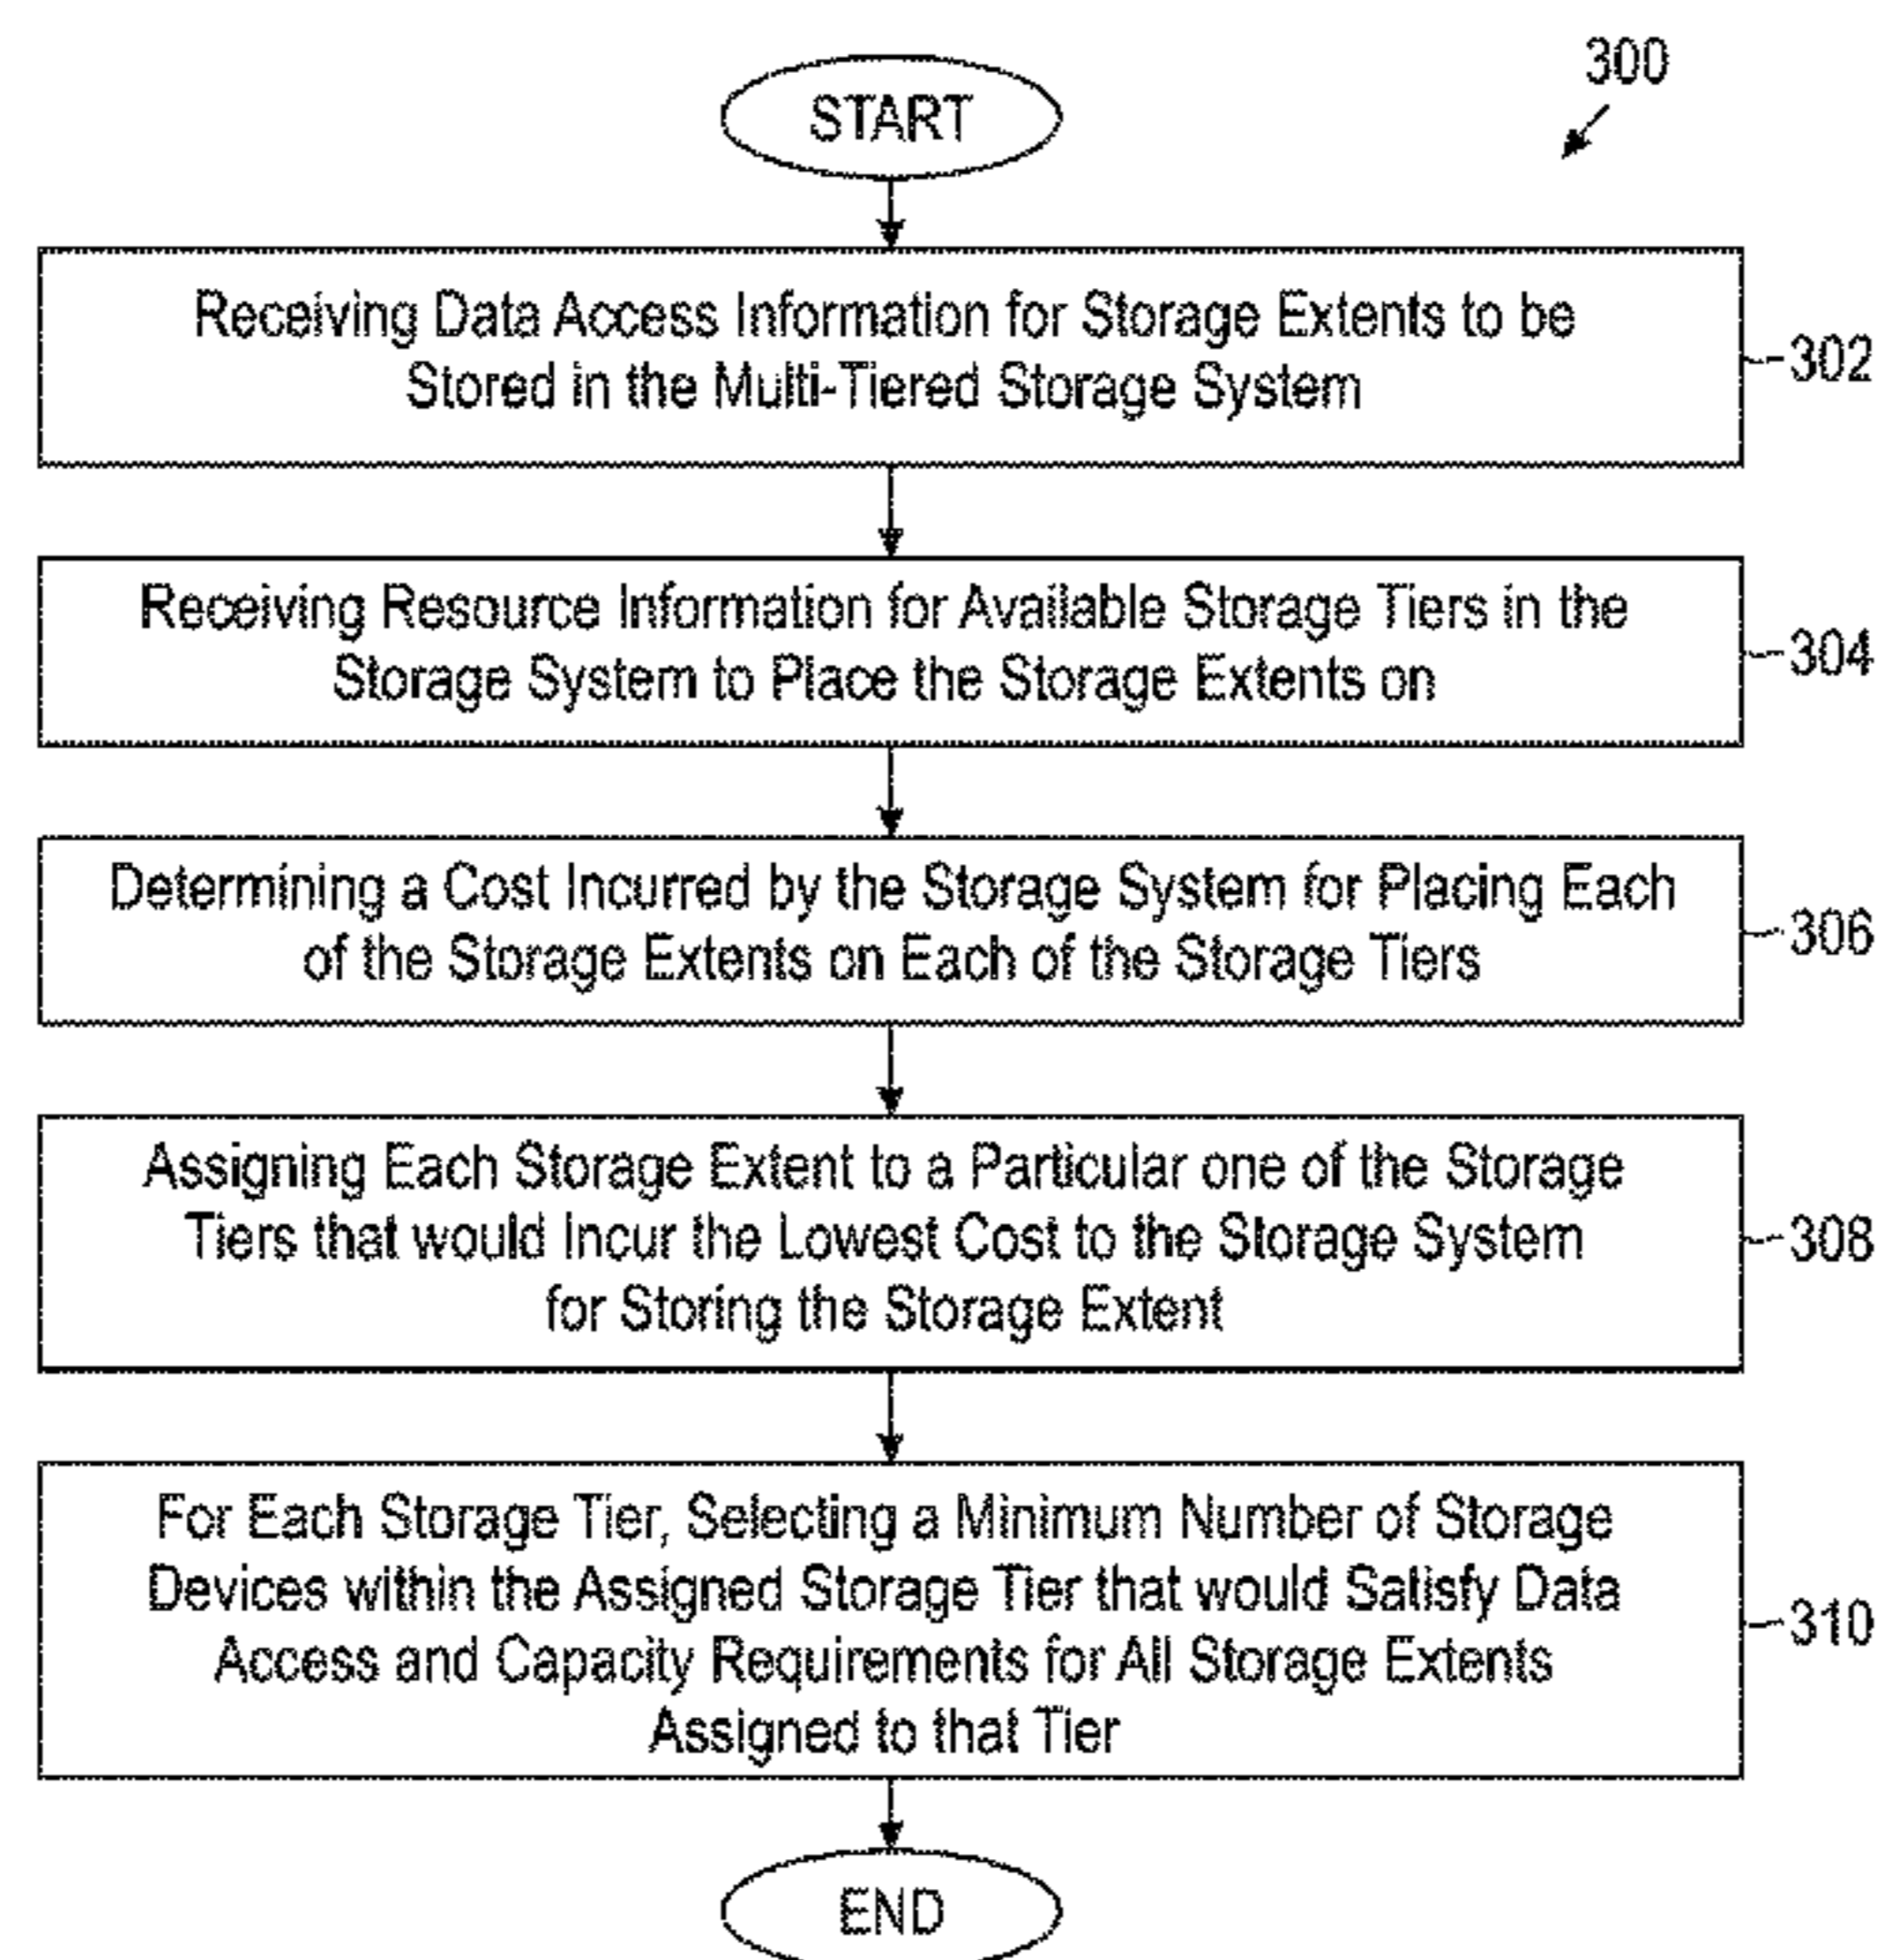 300
START
Receiving Data Access Information for Storage Extents to be
Stored in the Multi-Tiered Storage System
302
Receiving Resource Information for Available Storage Tiers in the
Storage System to Place the Storage Extents on
304
Determining a Cost Incurred by the Storage System for Placing Each
of the Storage Extents on Each of the Storage Tiers
306
Assigning Each Storage Extent to a Particular one of the Storage
Tiers that would Incur the Lowest Cost to the Storage System
for Storing the Storage Extent
308
For Each Storage Tier, Selecting a Minimum Number of Storage
Devices within the Assigned Storage Tier that would Satisfy Data
Access and Capacity Requirements for All Storage Extents
Assigned to that Tier
310
END